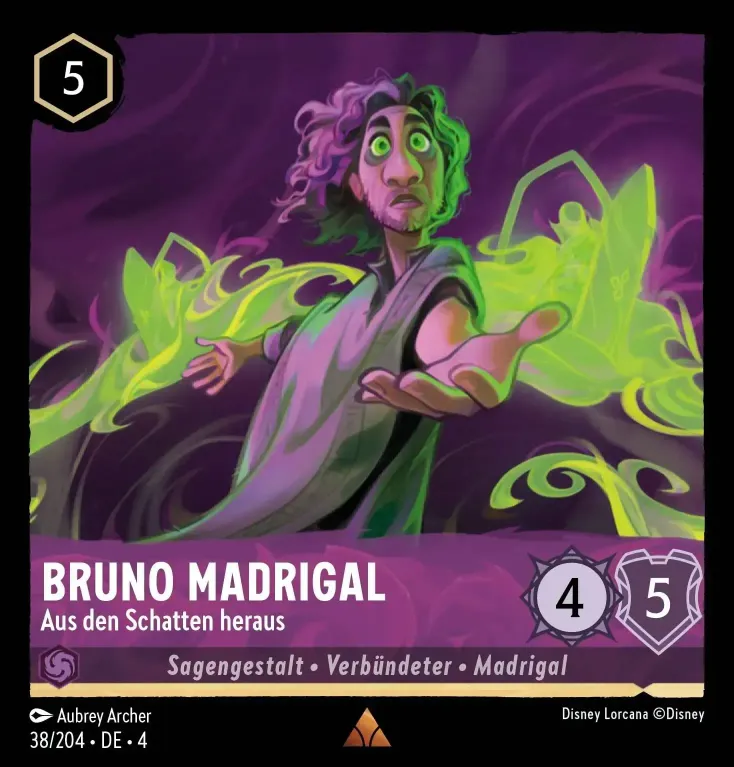 5
BRUNO MADRIGAL
Aus den Schatten heraus
4
5
Sagengestalt • Verbündeter • Madrigal
Aubrey Archer
Disney Lorcana ©Disney
38/204 • DE • 4